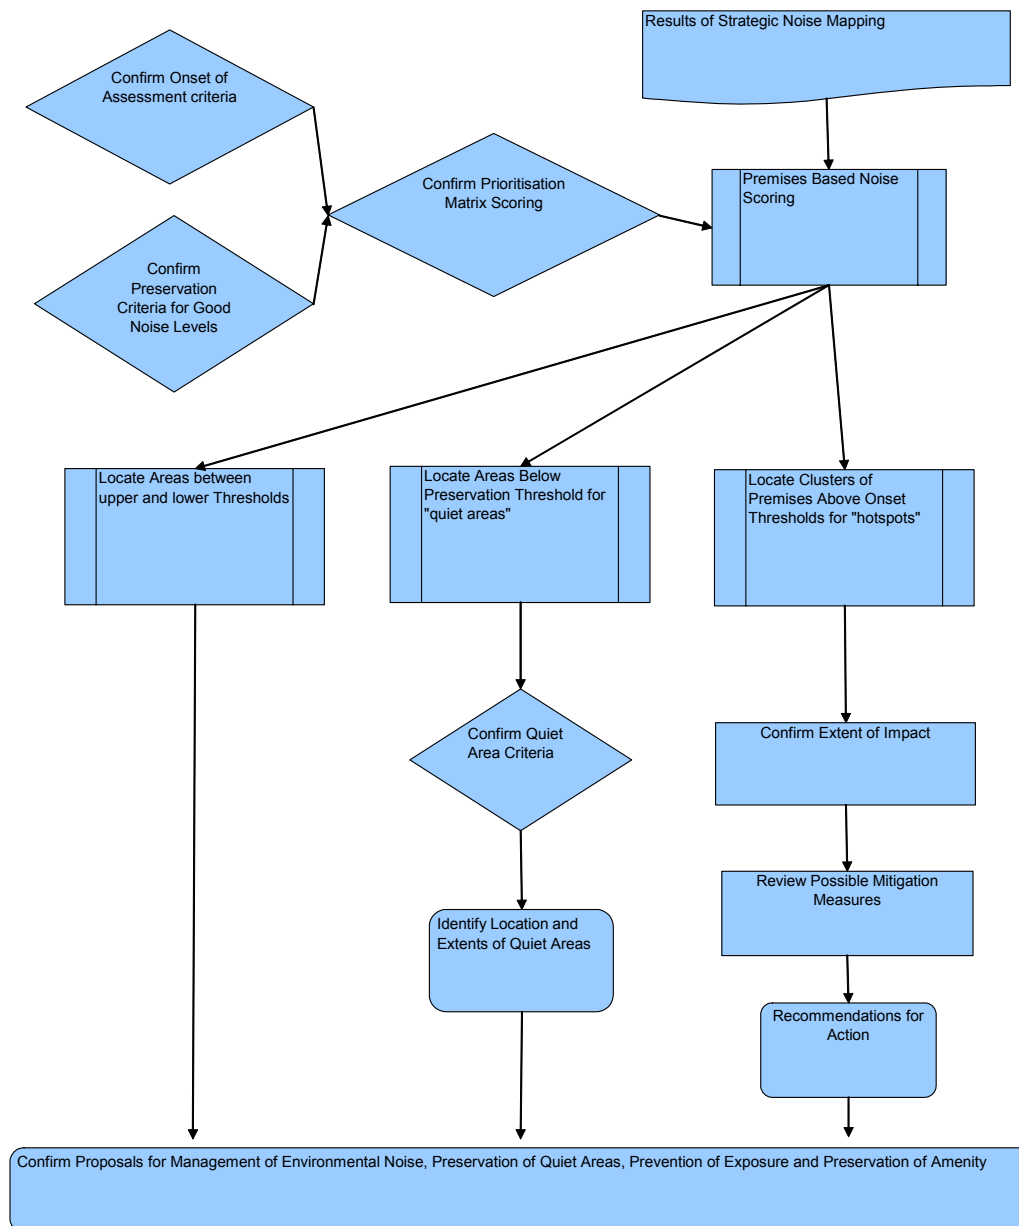 Results of Strategic Noise Mapping
Confirm Onset of
Assessment criteria
Confirm Prioritisation
Matrix Scoring
Premises Based Noise
Scoring
Confirm
Preservation
Criteria for Good
Noise Levels
Locate Areas between
upper and lower Thresholds
Locate Areas Below
Preservation Threshold for
"quiet areas"
Locate Clusters of
Premises Above Onset
Thresholds for "hotspots"
Confirm Quiet
Area Criteria
Confirm Extent of Impact
Review Possible Mitigation
Measures
Identify Location and
Extents of Quiet Areas
Recommendations for
Action
Confirm Proposals for Management of Environmental Noise, Preservation of Quiet Areas, Prevention of Exposure and Preservation of Amenity